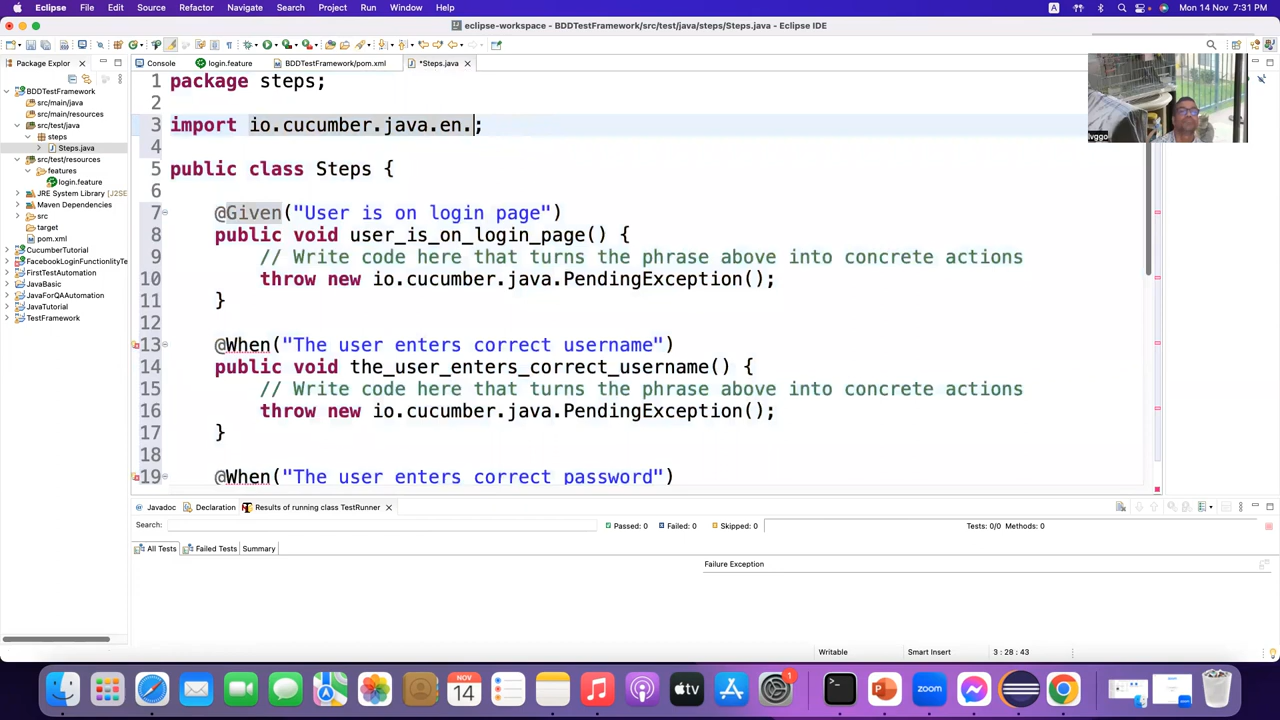 Eclipse File Edit Source Refactor Navigate Search Project Run Window Help A Mon 14 Nov 7:31 PM
eclipse-workspace - BDDTestFramework/src/test/java/steps/Steps.java - Eclipse IDE
Package Explor
Console login.feature BDDTestFramework/pom.xml *Steps.java
BDDTestFramework
src/main/java
src/main/resources
src/test/java
steps
Steps.java
src/test/resources
features
login.feature
JRE System Library [J2SE
Maven Dependencies
src
target
pom.xml
CucumberTutorial
FacebookLoginFunctionlityTe
FirstTestAutomation
JavaBasic
JavaForQAAutomation
JavaTutorial
TestFramework
1 package steps;
2
3 import io.cucumber.java.en.;
4
5 public class Steps {
6
7 @Given("User is on login page")
8 public void user_is_on_login_page() {
9 // Write code here that turns the phrase above into concrete actions
10 throw new io.cucumber.java.PendingException();
11 }
12
13 @When("The user enters correct username")
14 public void the_user_enters_correct_username() {
15 // Write code here that turns the phrase above into concrete actions
16 throw new io.cucumber.java.PendingException();
17 }
18
19 @When("The user enters correct password")
Javadoc Declaration Results of running class TestRunner
Search: Passed: 0 Failed: 0 Skipped: 0 Tests: 0/0 Methods: 0
All Tests Failed Tests Summary
Failure Exception
Writable Smart Insert 3 : 28 : 43
NOV
14
tv
1
zoom